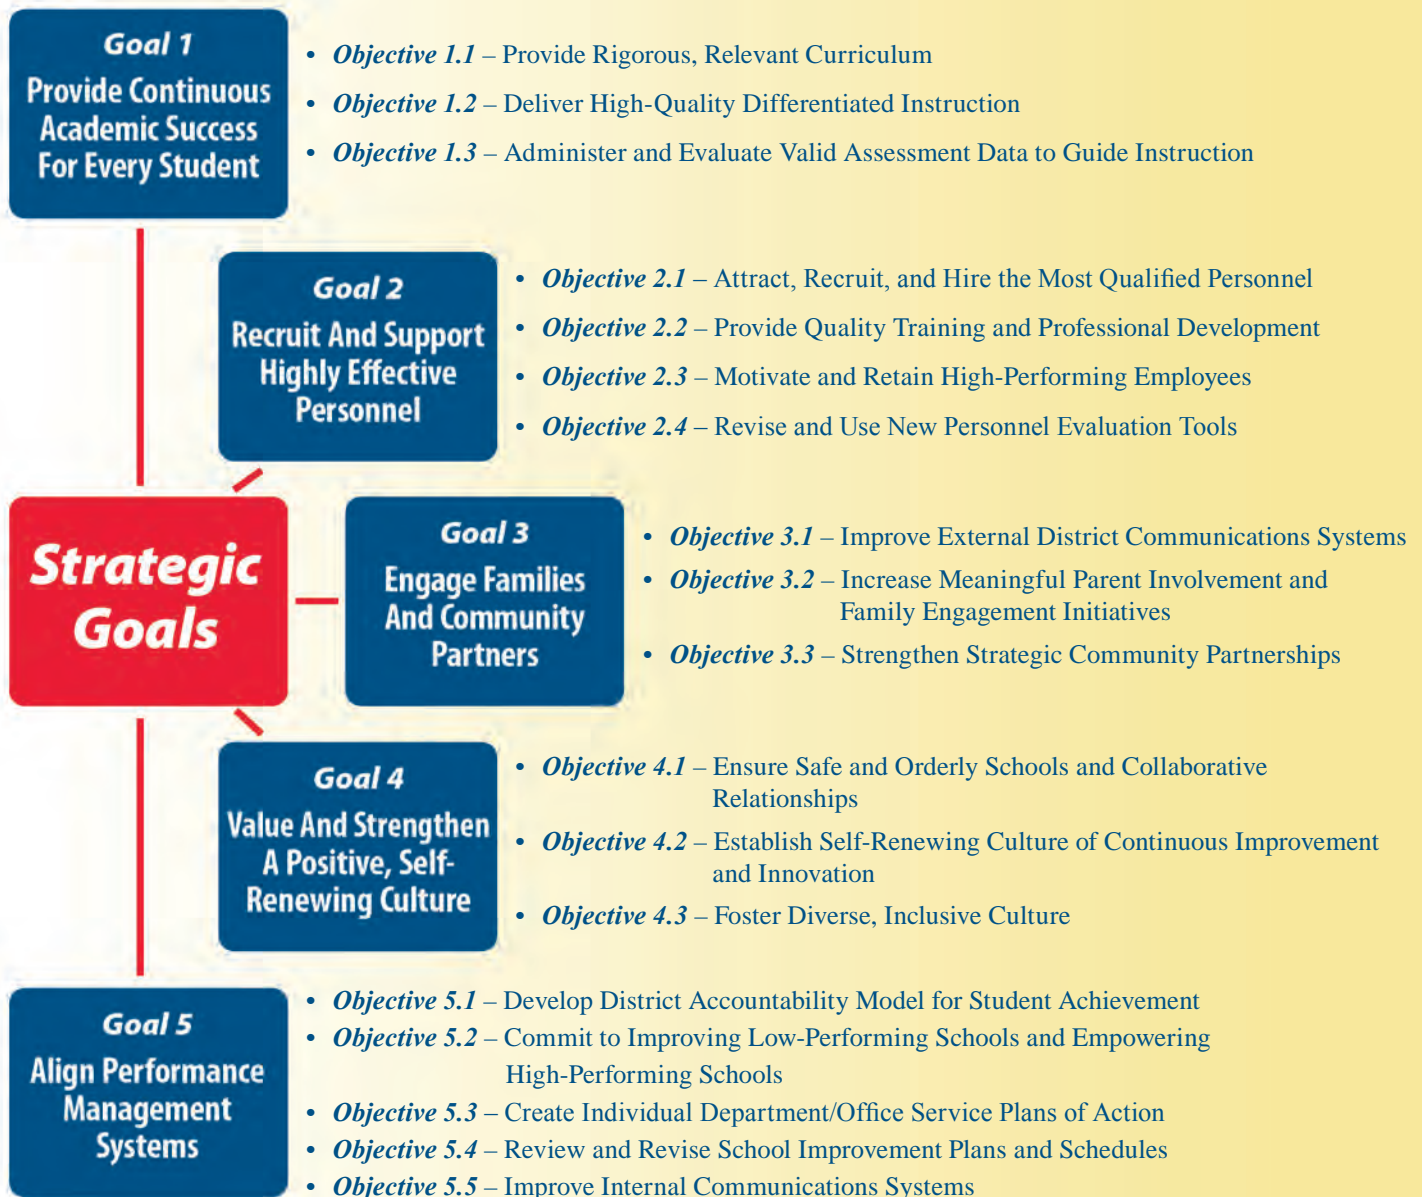 Goal 1
Provide Continuous
Academic Success
For Every Student
• Objective 1.1 – Provide Rigorous, Relevant Curriculum
• Objective 1.2 – Deliver High-Quality Differentiated Instruction
• Objective 1.3 – Administer and Evaluate Valid Assessment Data to Guide Instruction
Goal 2
Recruit And Support
Highly Effective
Personnel
• Objective 2.1 – Attract, Recruit, and Hire the Most Qualified Personnel
• Objective 2.2 – Provide Quality Training and Professional Development
• Objective 2.3 – Motivate and Retain High-Performing Employees
• Objective 2.4 – Revise and Use New Personnel Evaluation Tools
Strategic
Goals
Goal 3
Engage Families
And Community
Partners
• Objective 3.1 – Improve External District Communications Systems
• Objective 3.2 – Increase Meaningful Parent Involvement and
Family Engagement Initiatives
• Objective 3.3 – Strengthen Strategic Community Partnerships
Goal 4
Value And Strengthen
A Positive, Self-
Renewing Culture
• Objective 4.1 – Ensure Safe and Orderly Schools and Collaborative
Relationships
• Objective 4.2 – Establish Self-Renewing Culture of Continuous Improvement
and Innovation
• Objective 4.3 – Foster Diverse, Inclusive Culture
Goal 5
Align Performance
Management
Systems
• Objective 5.1 – Develop District Accountability Model for Student Achievement
• Objective 5.2 – Commit to Improving Low-Performing Schools and Empowering
High-Performing Schools
• Objective 5.3 – Create Individual Department/Office Service Plans of Action
• Objective 5.4 – Review and Revise School Improvement Plans and Schedules
• Objective 5.5 – Improve Internal Communications Systems